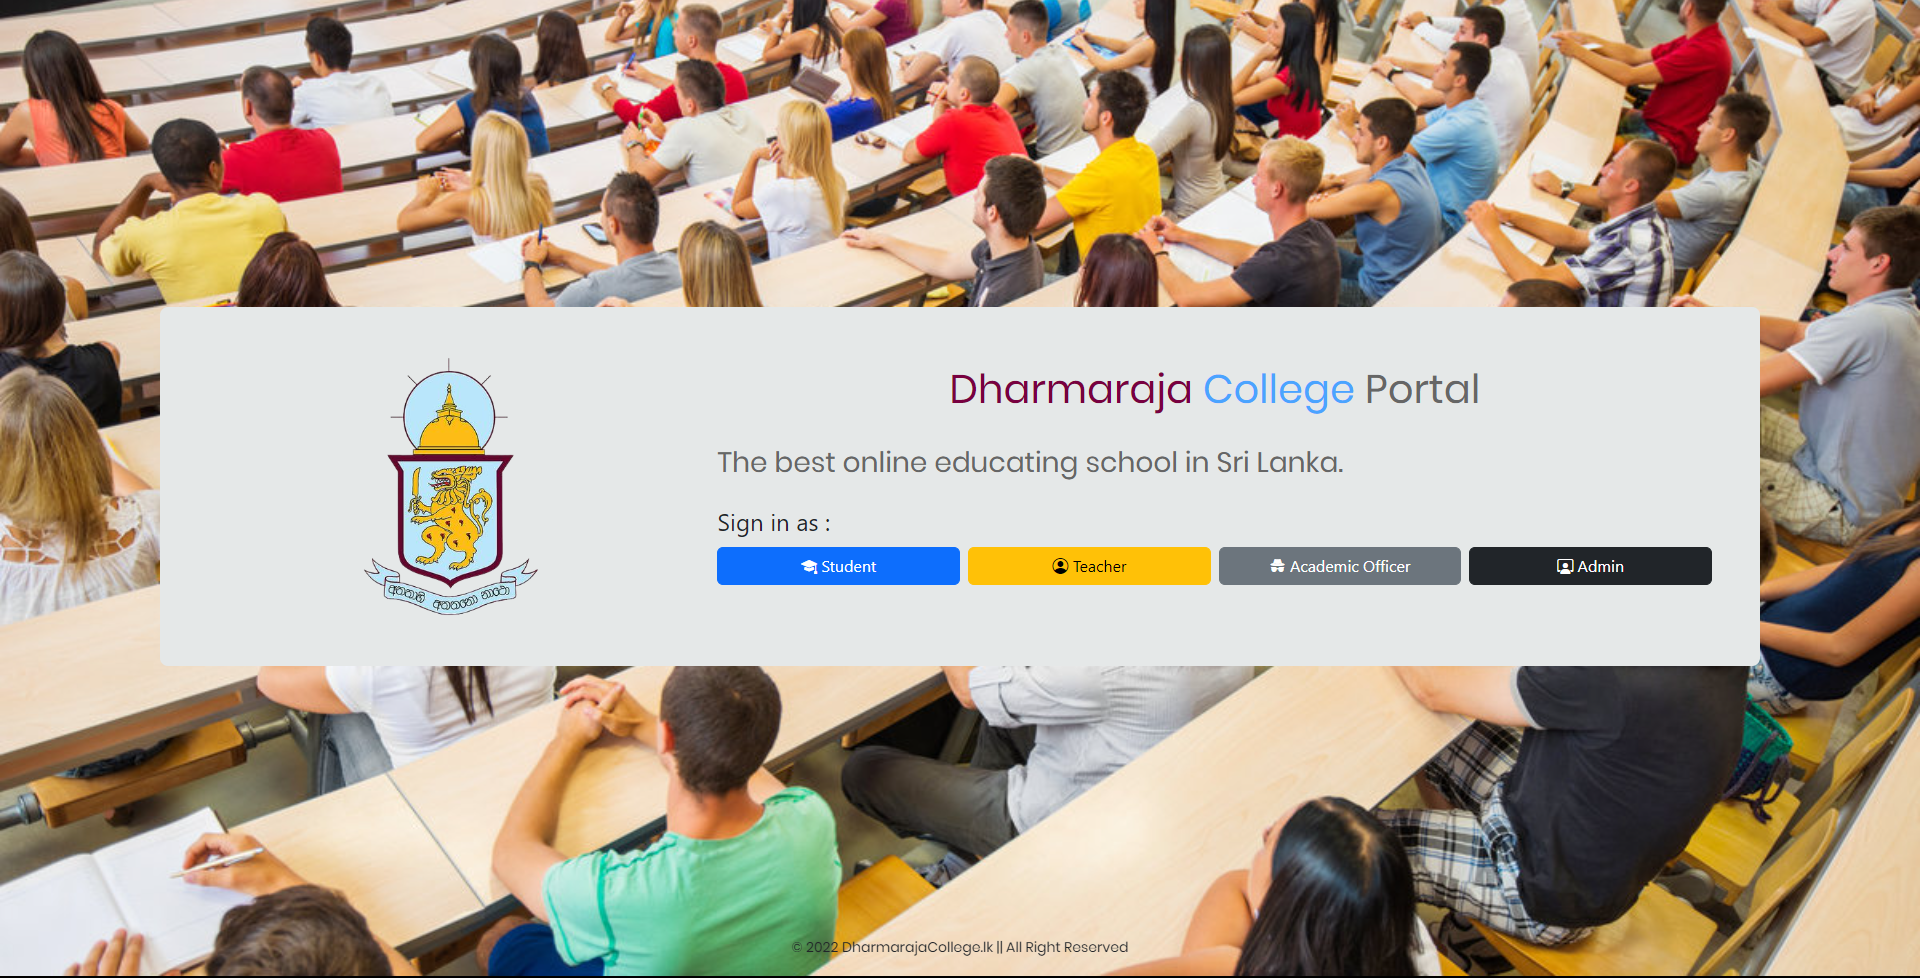 Dharmaraja College Portal
The best online educating school in Sri Lanka.
Sign in as :
Student
Teacher
Academic Officer
Admin
© 2022 DharmarajaCollege.lk || All Right Reserved